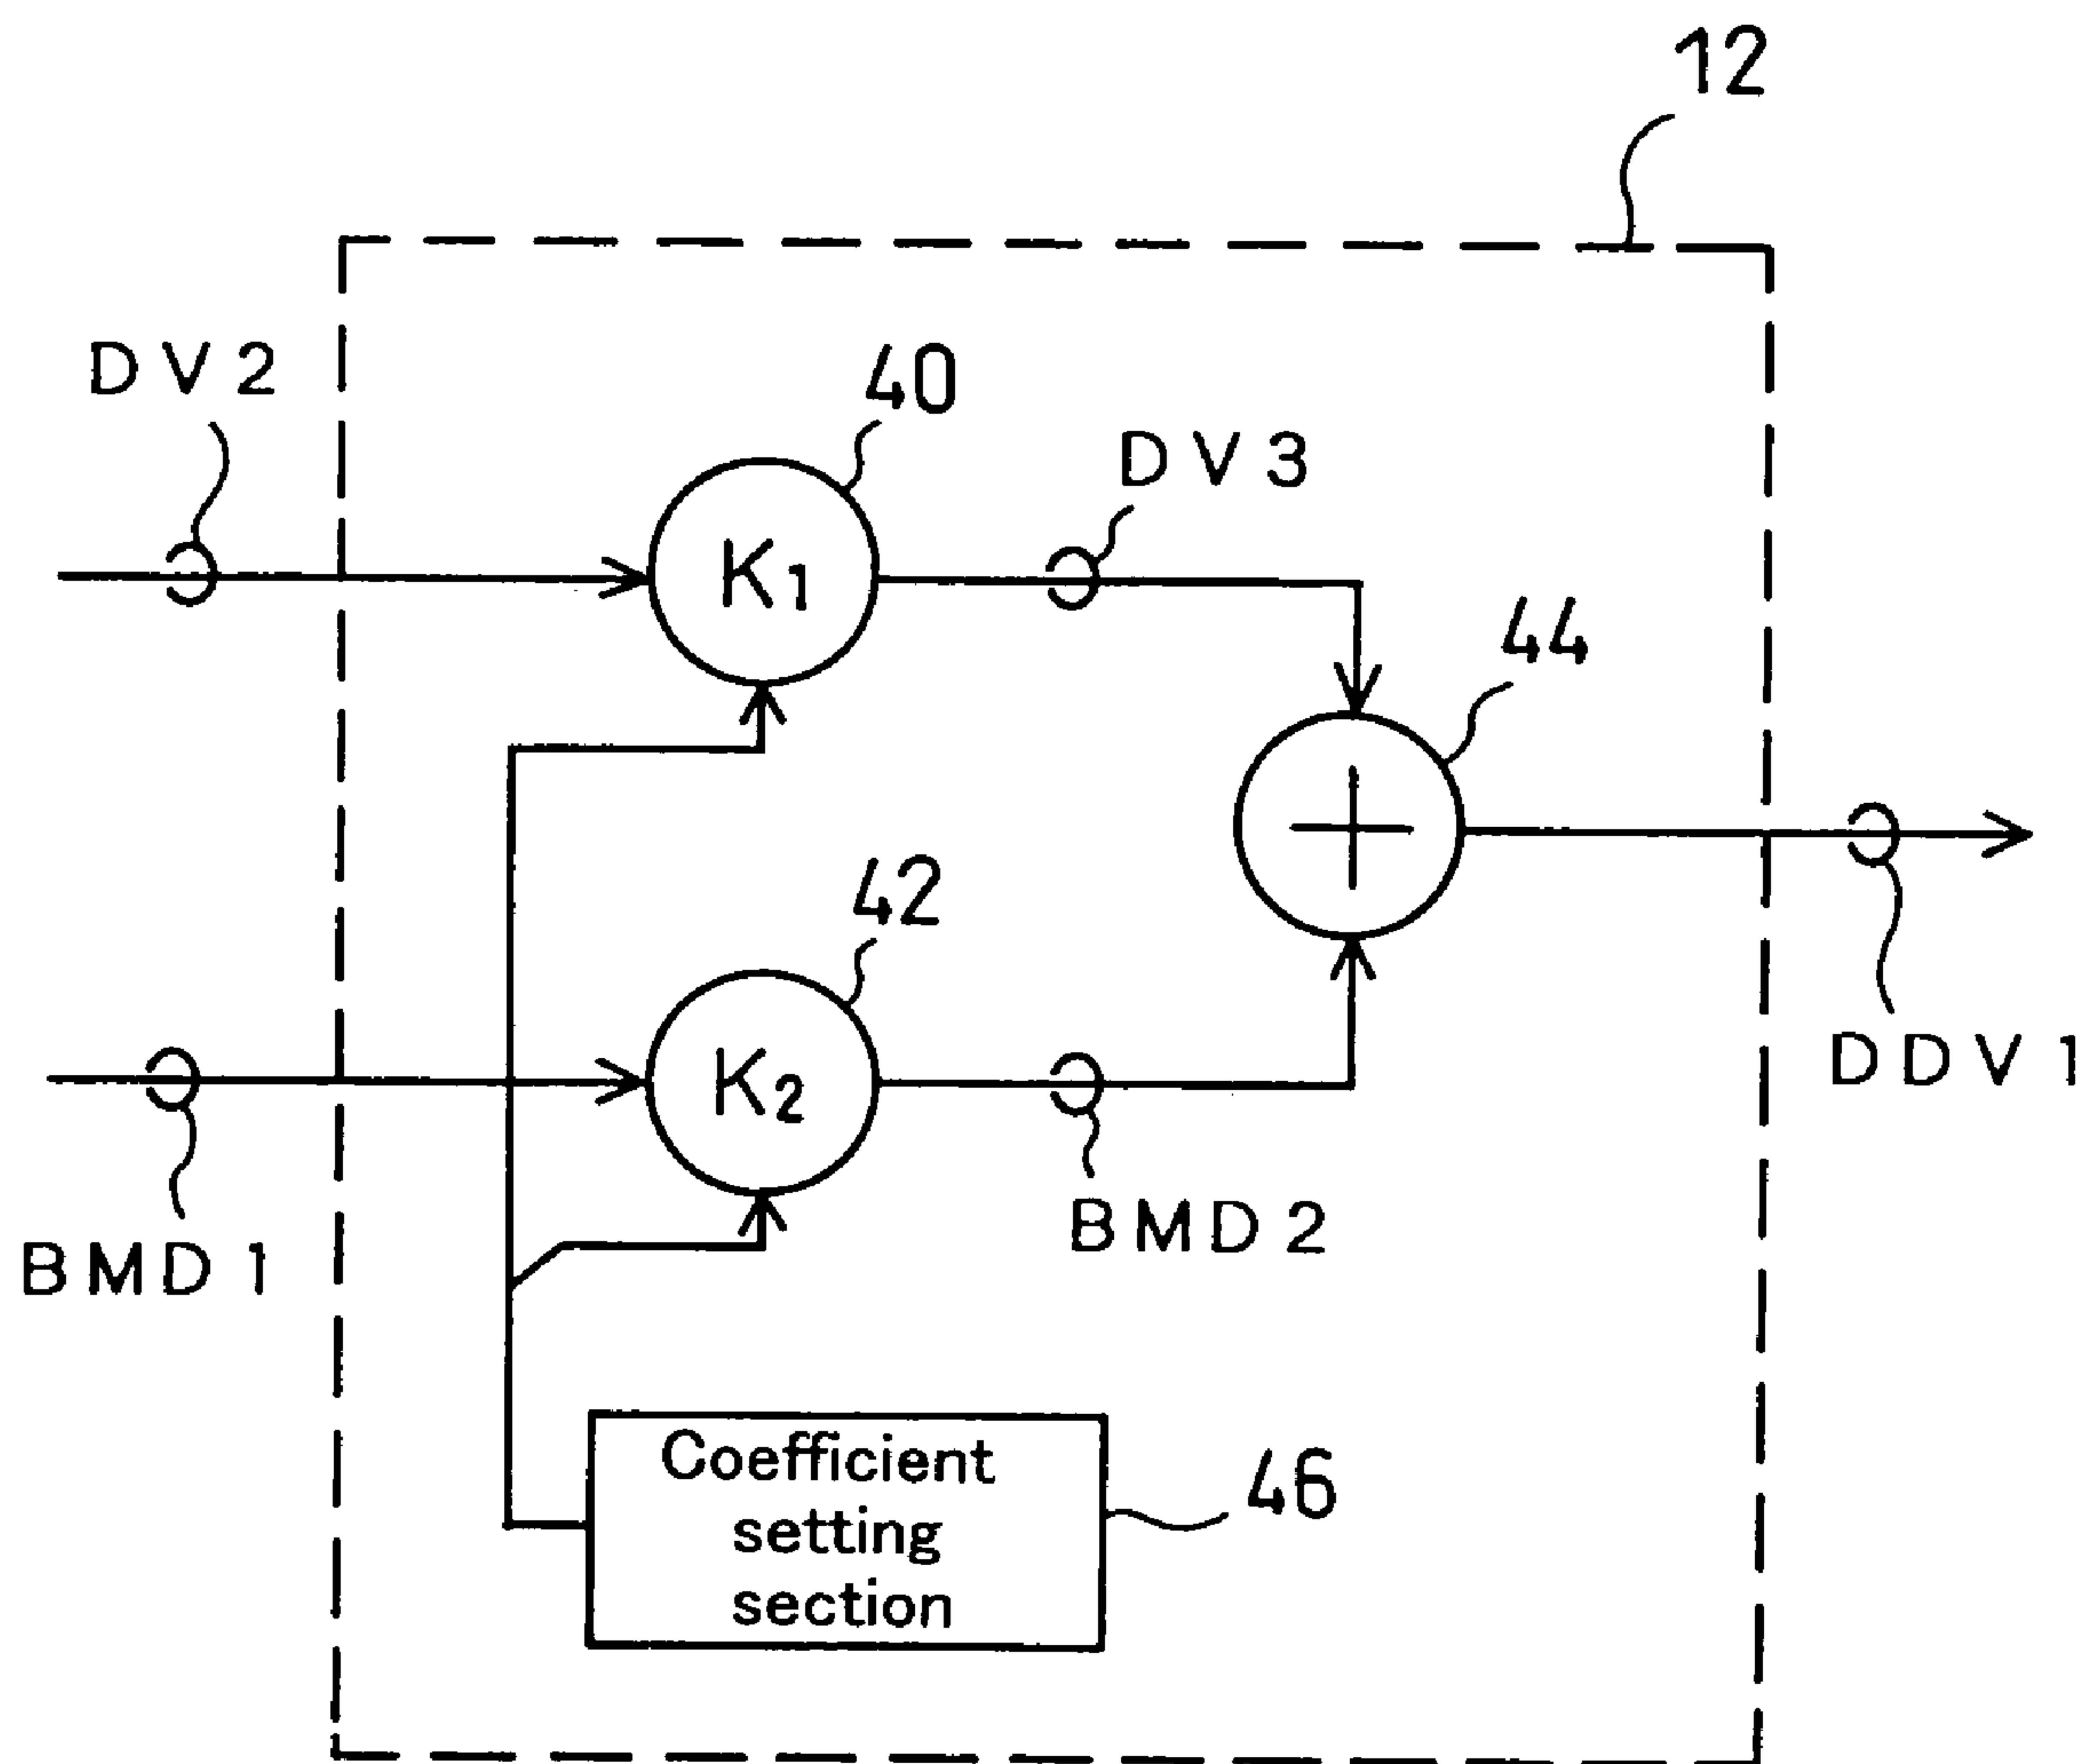 12
DV2
40
DV3
K1
44
42
K2
DDV1
BMD1
BMD2
Coefficient
setting
section
46